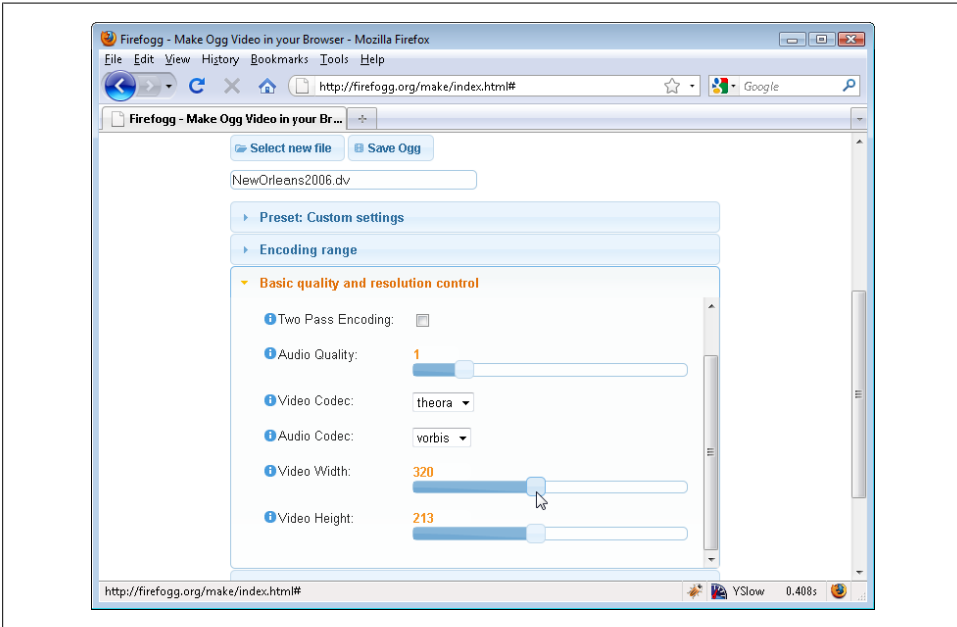 Firefogg - Make Ogg Video in your Browser - Mozilla Firefox
File Edit View History Bookmarks Tools Help
http://firefogg.org/make/index.html#
Google
Firefogg - Make Ogg Video in your Br...
Select new file Save Ogg
NewOrleans2006.dv
Preset: Custom settings
Encoding range
Basic quality and resolution control
Two Pass Encoding:
Audio Quality: 1
Video Codec: theora
Audio Codec: vorbis
Video Width: 320
Video Height: 213
http://firefogg.org/make/index.html# YSlow 0.408s